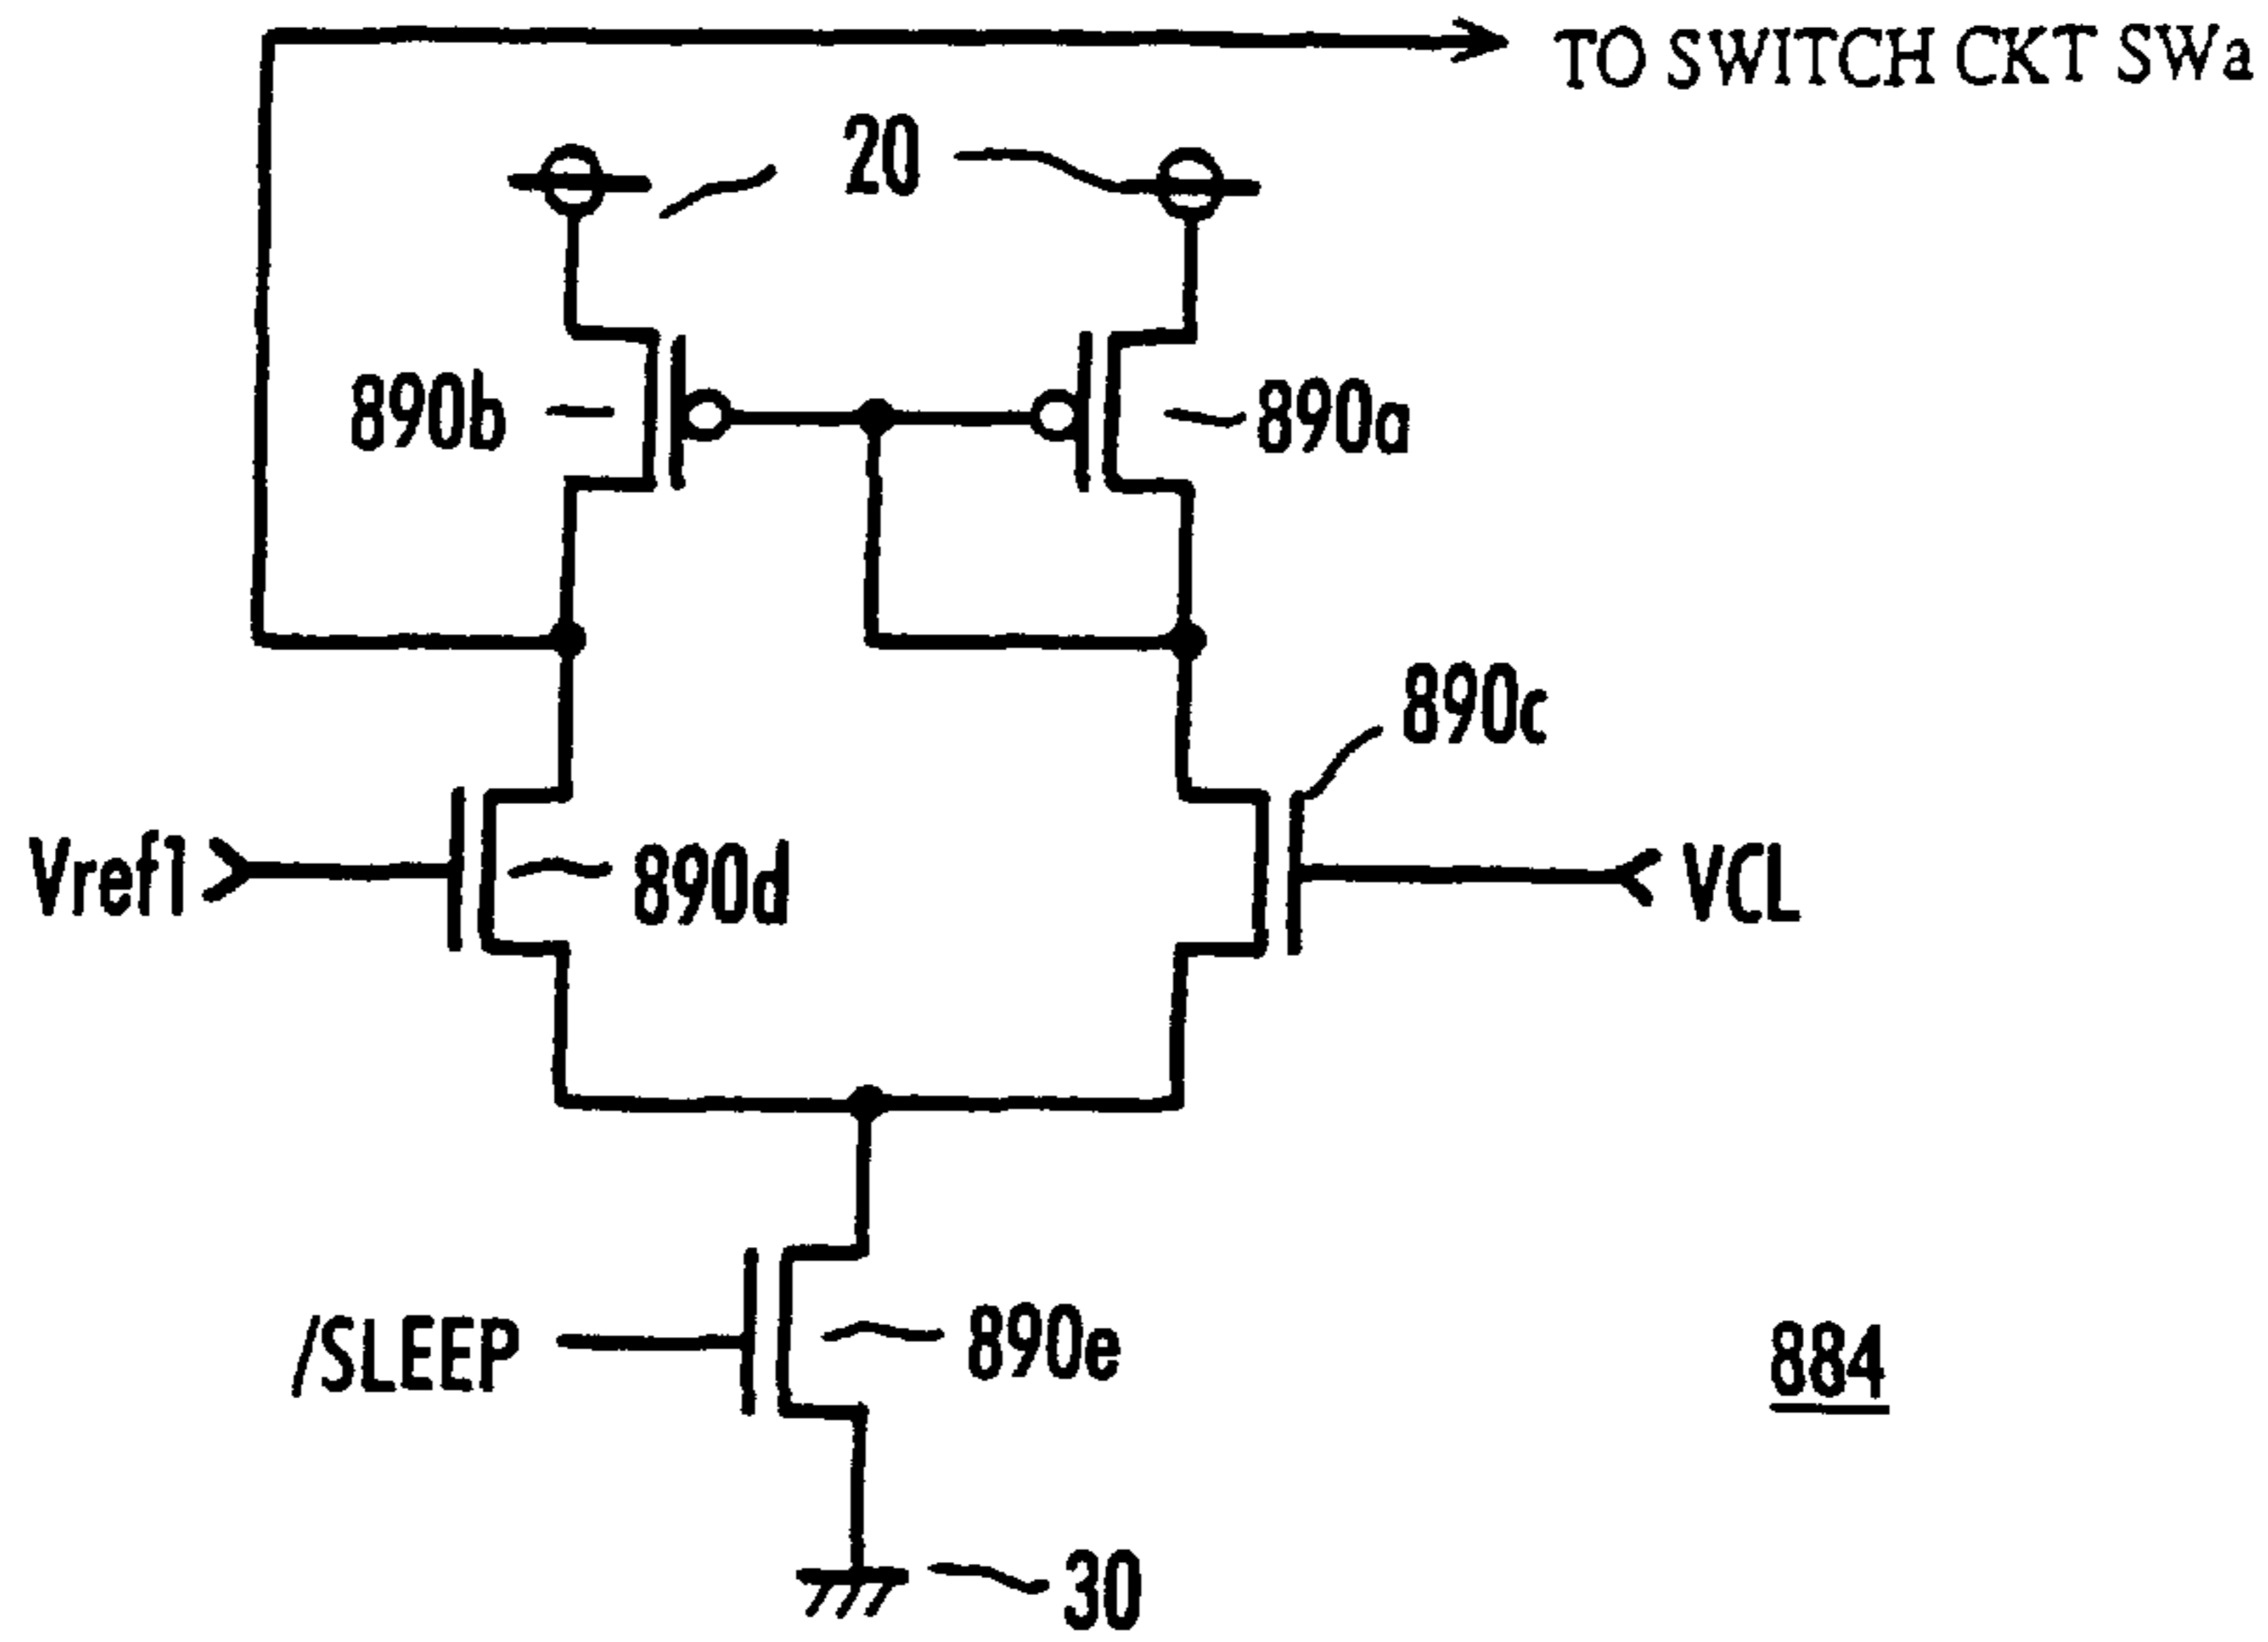 TO SWITCH CKT SWa
20
890b
890a
890c
Vref1
890d
VCL
/SLEEP
890e
884
30